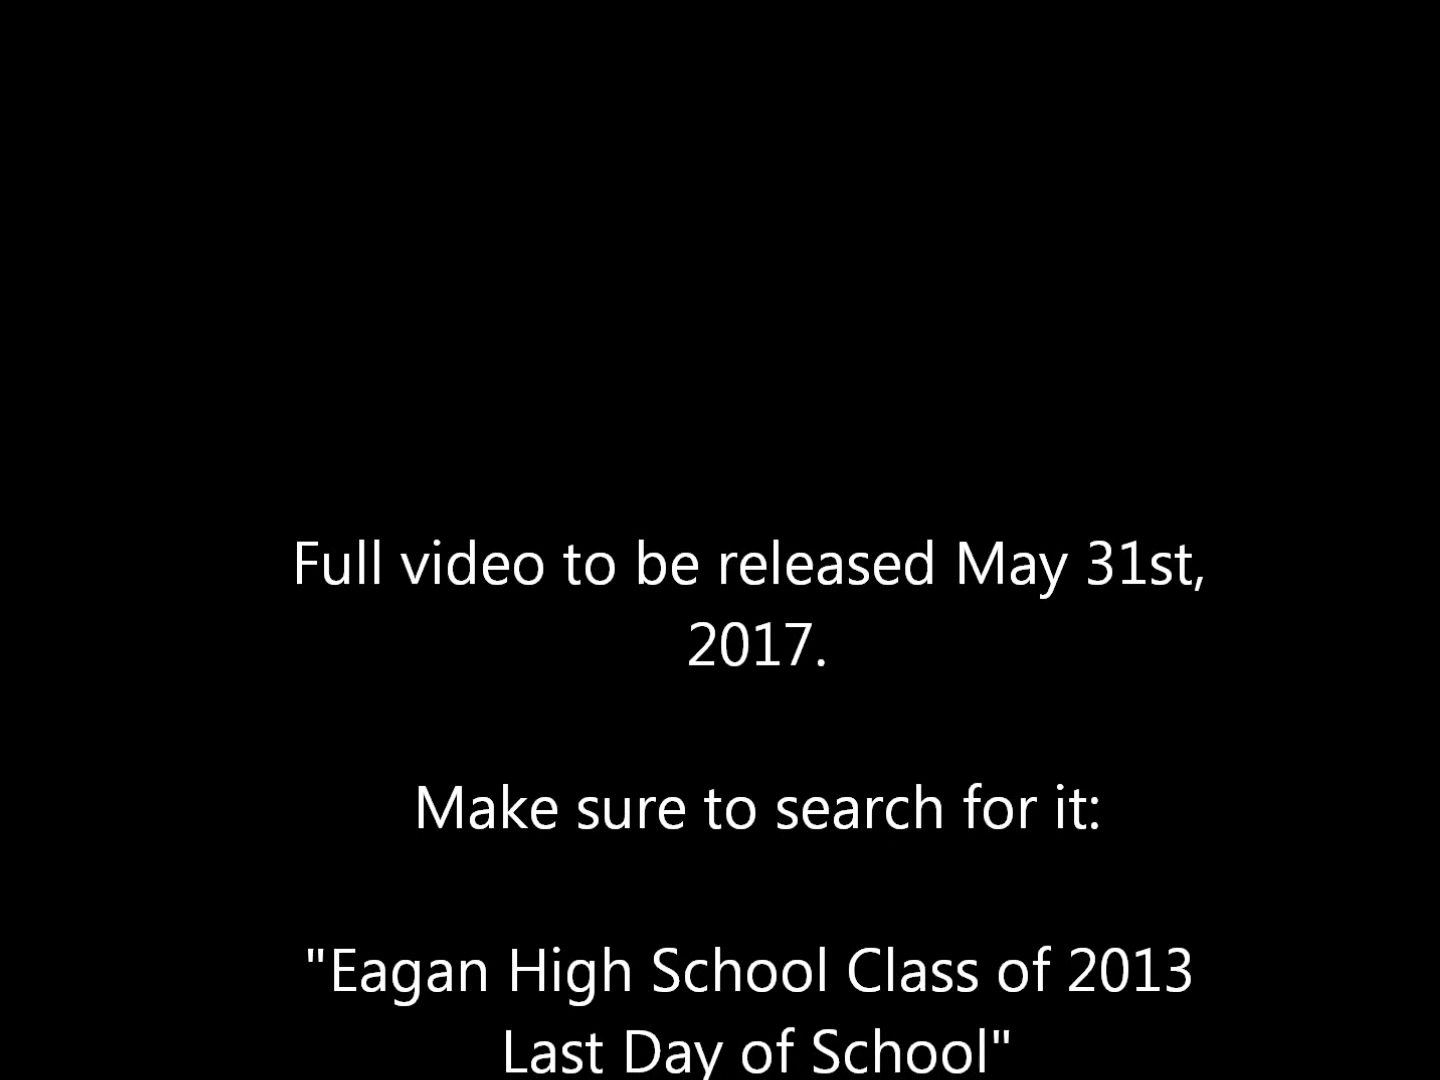 Full video to be released May 31st,
2017.
Make sure to search for it:
"Eagan High School Class of 2013
Last Day of School"